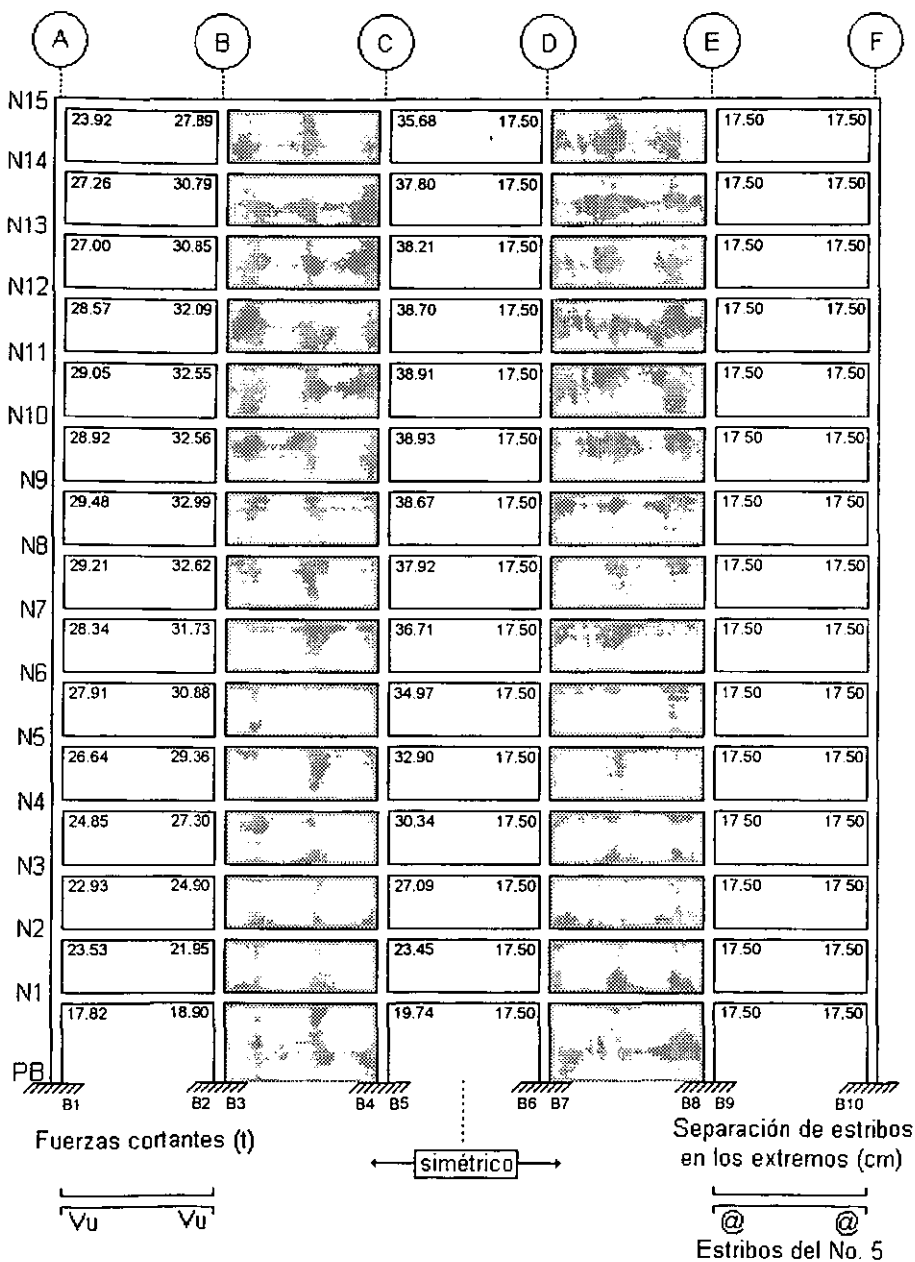 A B C D E F
N15
23.92 27.89 35.68 17.50 17.50 17.50
N14
27.26 30.79 37.80 17.50 17.50 17.50
N13
27.00 30.85 38.21 17.50 17.50 17.50
N12
28.57 32.09 38.70 17.50 17.50 17.50
N11
29.05 32.55 38.91 17.50 17.50 17.50
N10
28.92 32.56 38.93 17.50 17.50 17.50
N9
29.48 32.99 38.67 17.50 17.50 17.50
N8
29.21 32.62 37.92 17.50 17.50 17.50
N7
28.34 31.73 36.71 17.50 17.50 17.50
N6
27.91 30.88 34.97 17.50 17.50 17.50
N5
26.64 29.36 32.90 17.50 17.50 17.50
N4
24.85 27.30 30.34 17.50 17 50 17 50
N3
22.93 24.90 27.09 17.50 17 50 17 50
N2
23.53 21.95 23.45 17.50 17.50 17.50
N1
17.82 18.90 19.74 17.50 17.50 17.50
PB
B1 B2 B3 B4 B5 B6 B7 B8 B9 B10
Fuerzas cortantes (t)
simétrico
Separación de estribos
en los extremos (cm)
Vu Vu
@ @
Estribos del No. 5